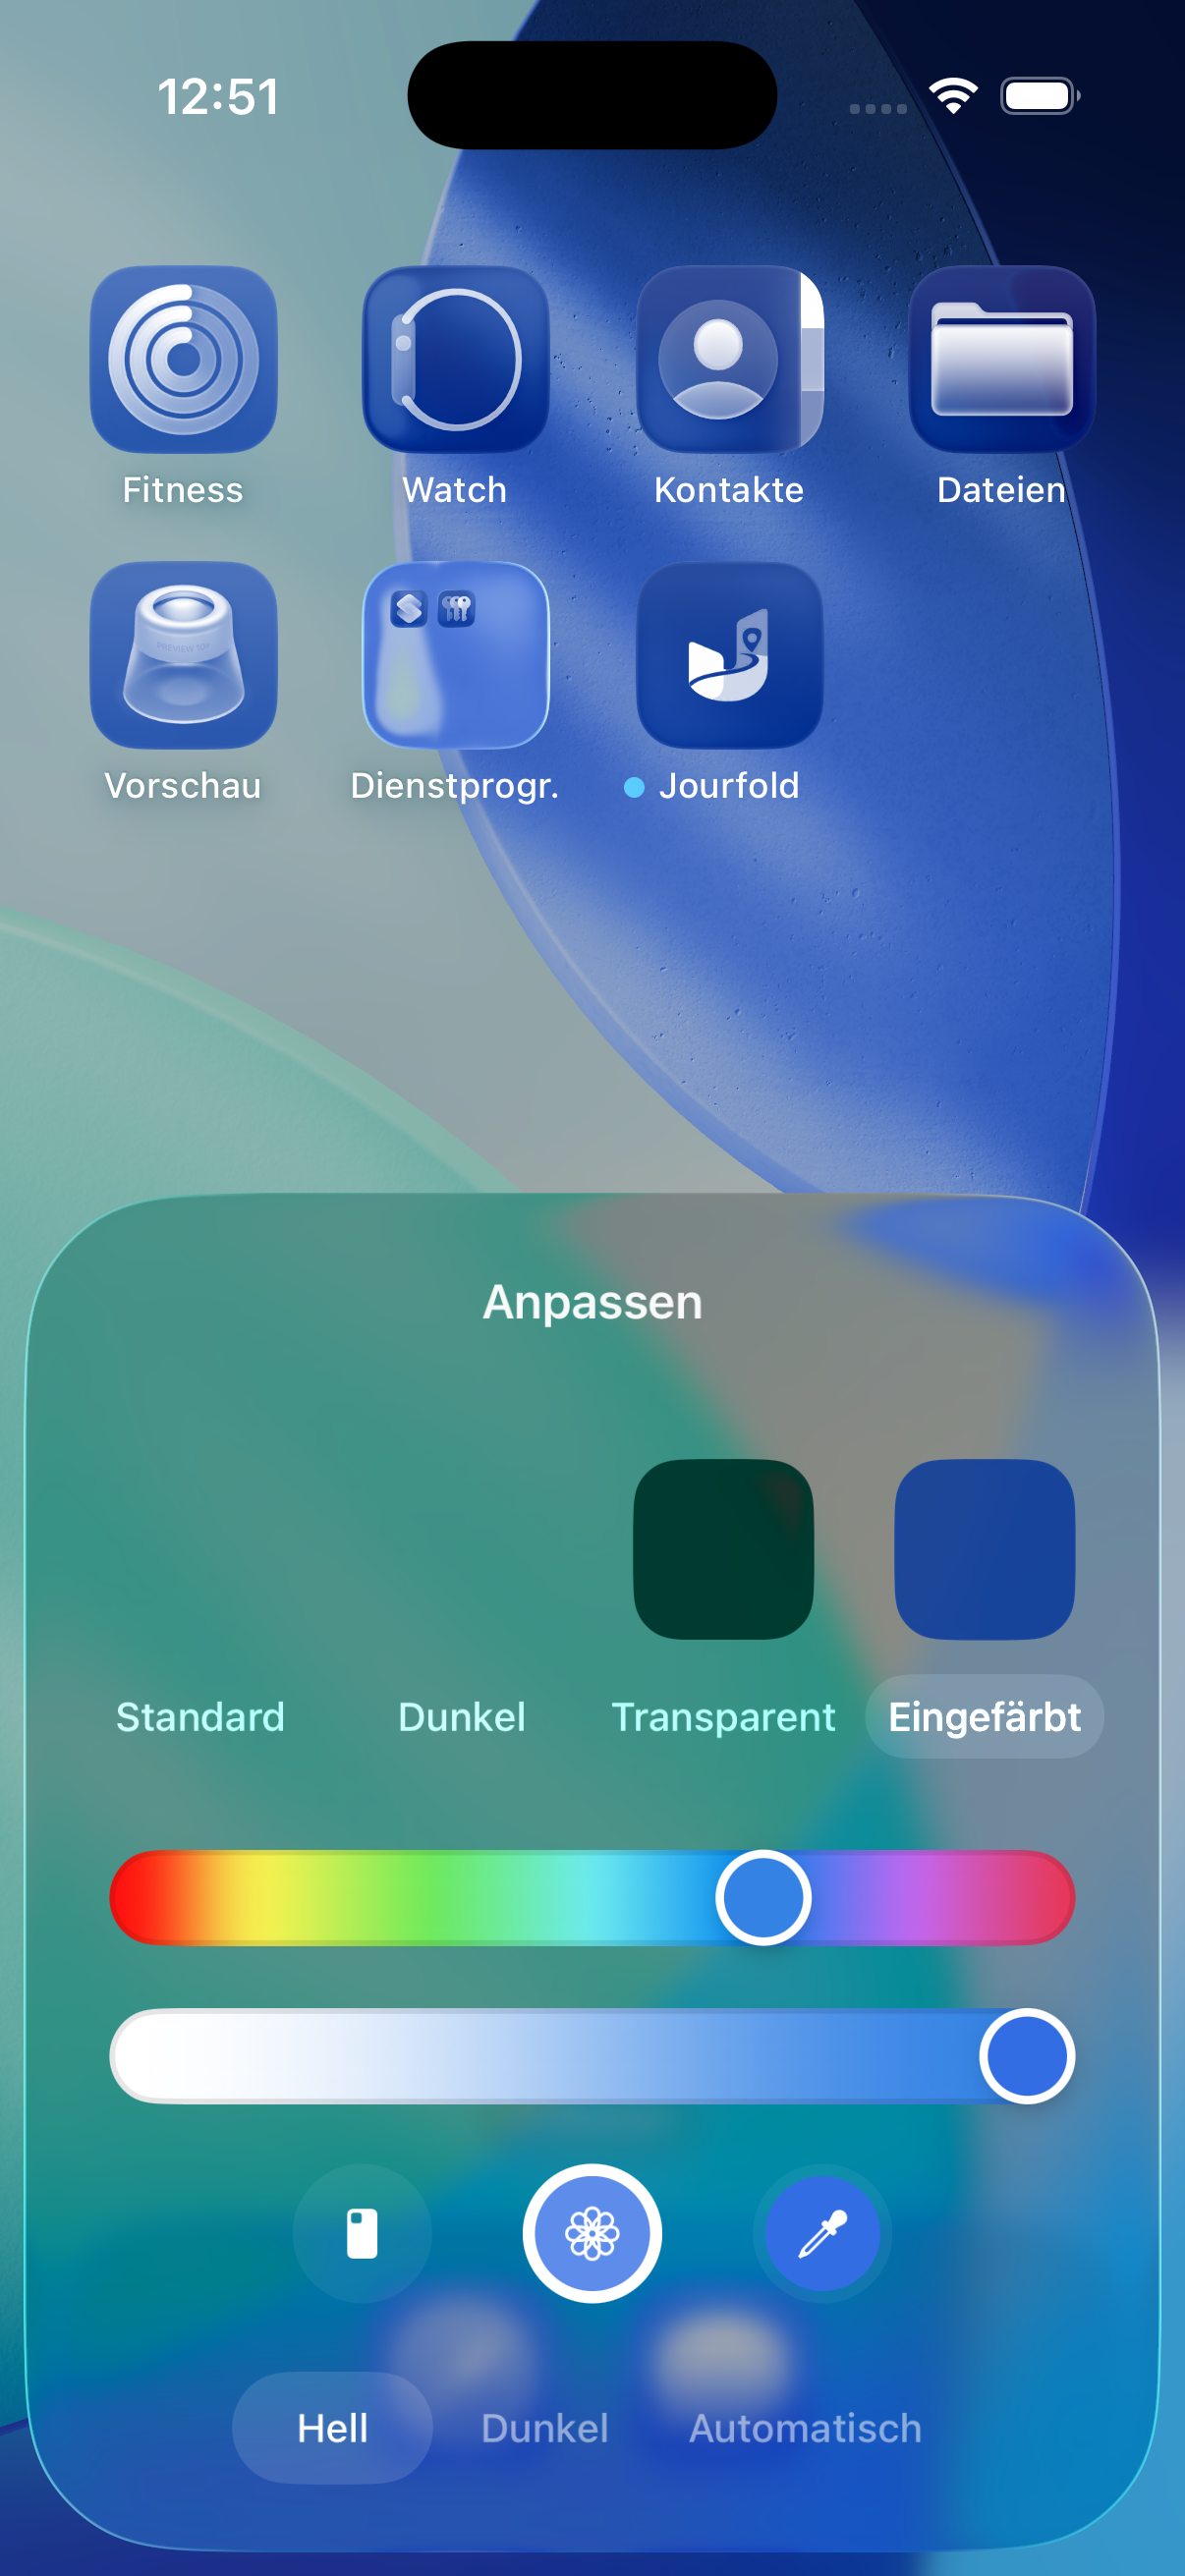 12:51
Fitness
Watch
Kontakte
Dateien
Vorschau
Dienstprogr.
Jourfold
Anpassen
Standard
Dunkel
Transparent
Eingefärbt
Hell
Dunkel
Automatisch